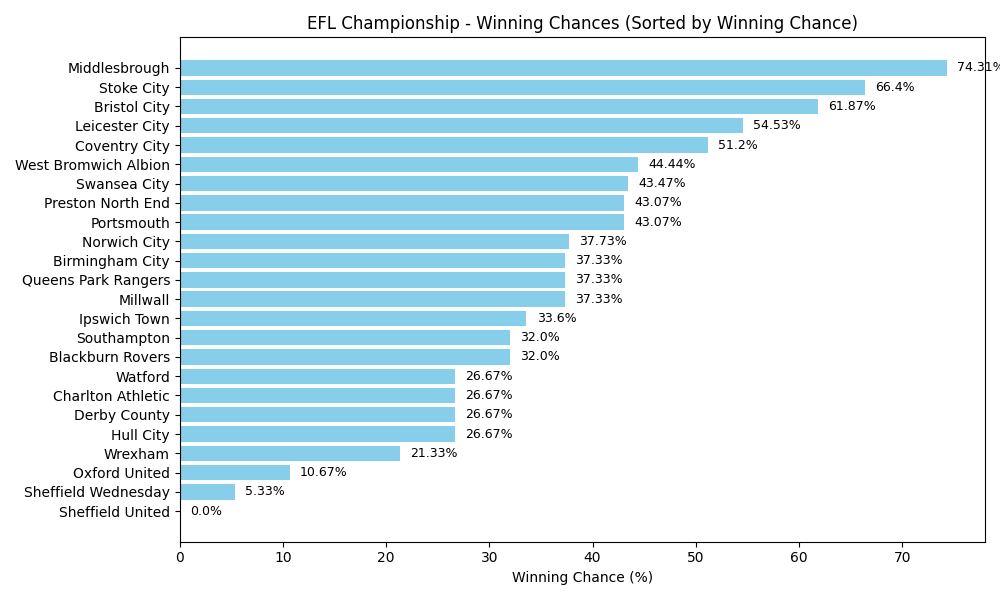 EFL Championship - Winning Chances (Sorted by Winning Chance)
Middlesbrough 74.31%
Stoke City 66.4%
Bristol City 61.87%
Leicester City 54.53%
Coventry City 51.2%
West Bromwich Albion 44.44%
Swansea City 43.47%
Preston North End 43.07%
Portsmouth 43.07%
Norwich City 37.73%
Birmingham City 37.33%
Queens Park Rangers 37.33%
Millwall 37.33%
Ipswich Town 33.6%
Southampton 32.0%
Blackburn Rovers 32.0%
Watford 26.67%
Charlton Athletic 26.67%
Derby County 26.67%
Hull City 26.67%
Wrexham 21.33%
Oxford United 10.67%
Sheffield Wednesday 5.33%
Sheffield United 0.0%
0 10 20 30 40 50 60 70
Winning Chance (%)